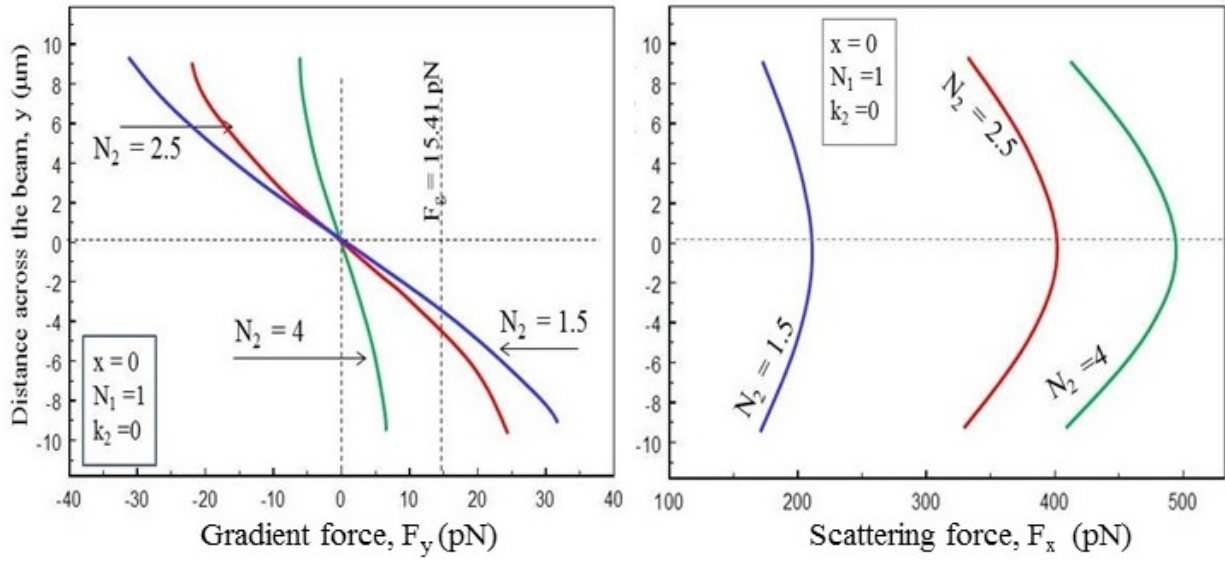 Distance across the beam, y (μm)
10
8
6
4
2
0
-2
-4
-6
-8
-10
N₂ = 2.5
F_g = 15.41 pN
N₂ = 4
N₂ = 1.5
x = 0
N₁ =1
k₂=0
-40
-30
-20
-10
0
10
20
30
40
Gradient force, F_y (pN)
10
8
6
4
2
0
-2
-4
-6
-8
-10
x = 0
N₁ =1
k₂=0
N₂ = 2.5
N₂ = 1.5
N₂ =4
100
200
300
400
500
Scattering force, Fₓ (pN)